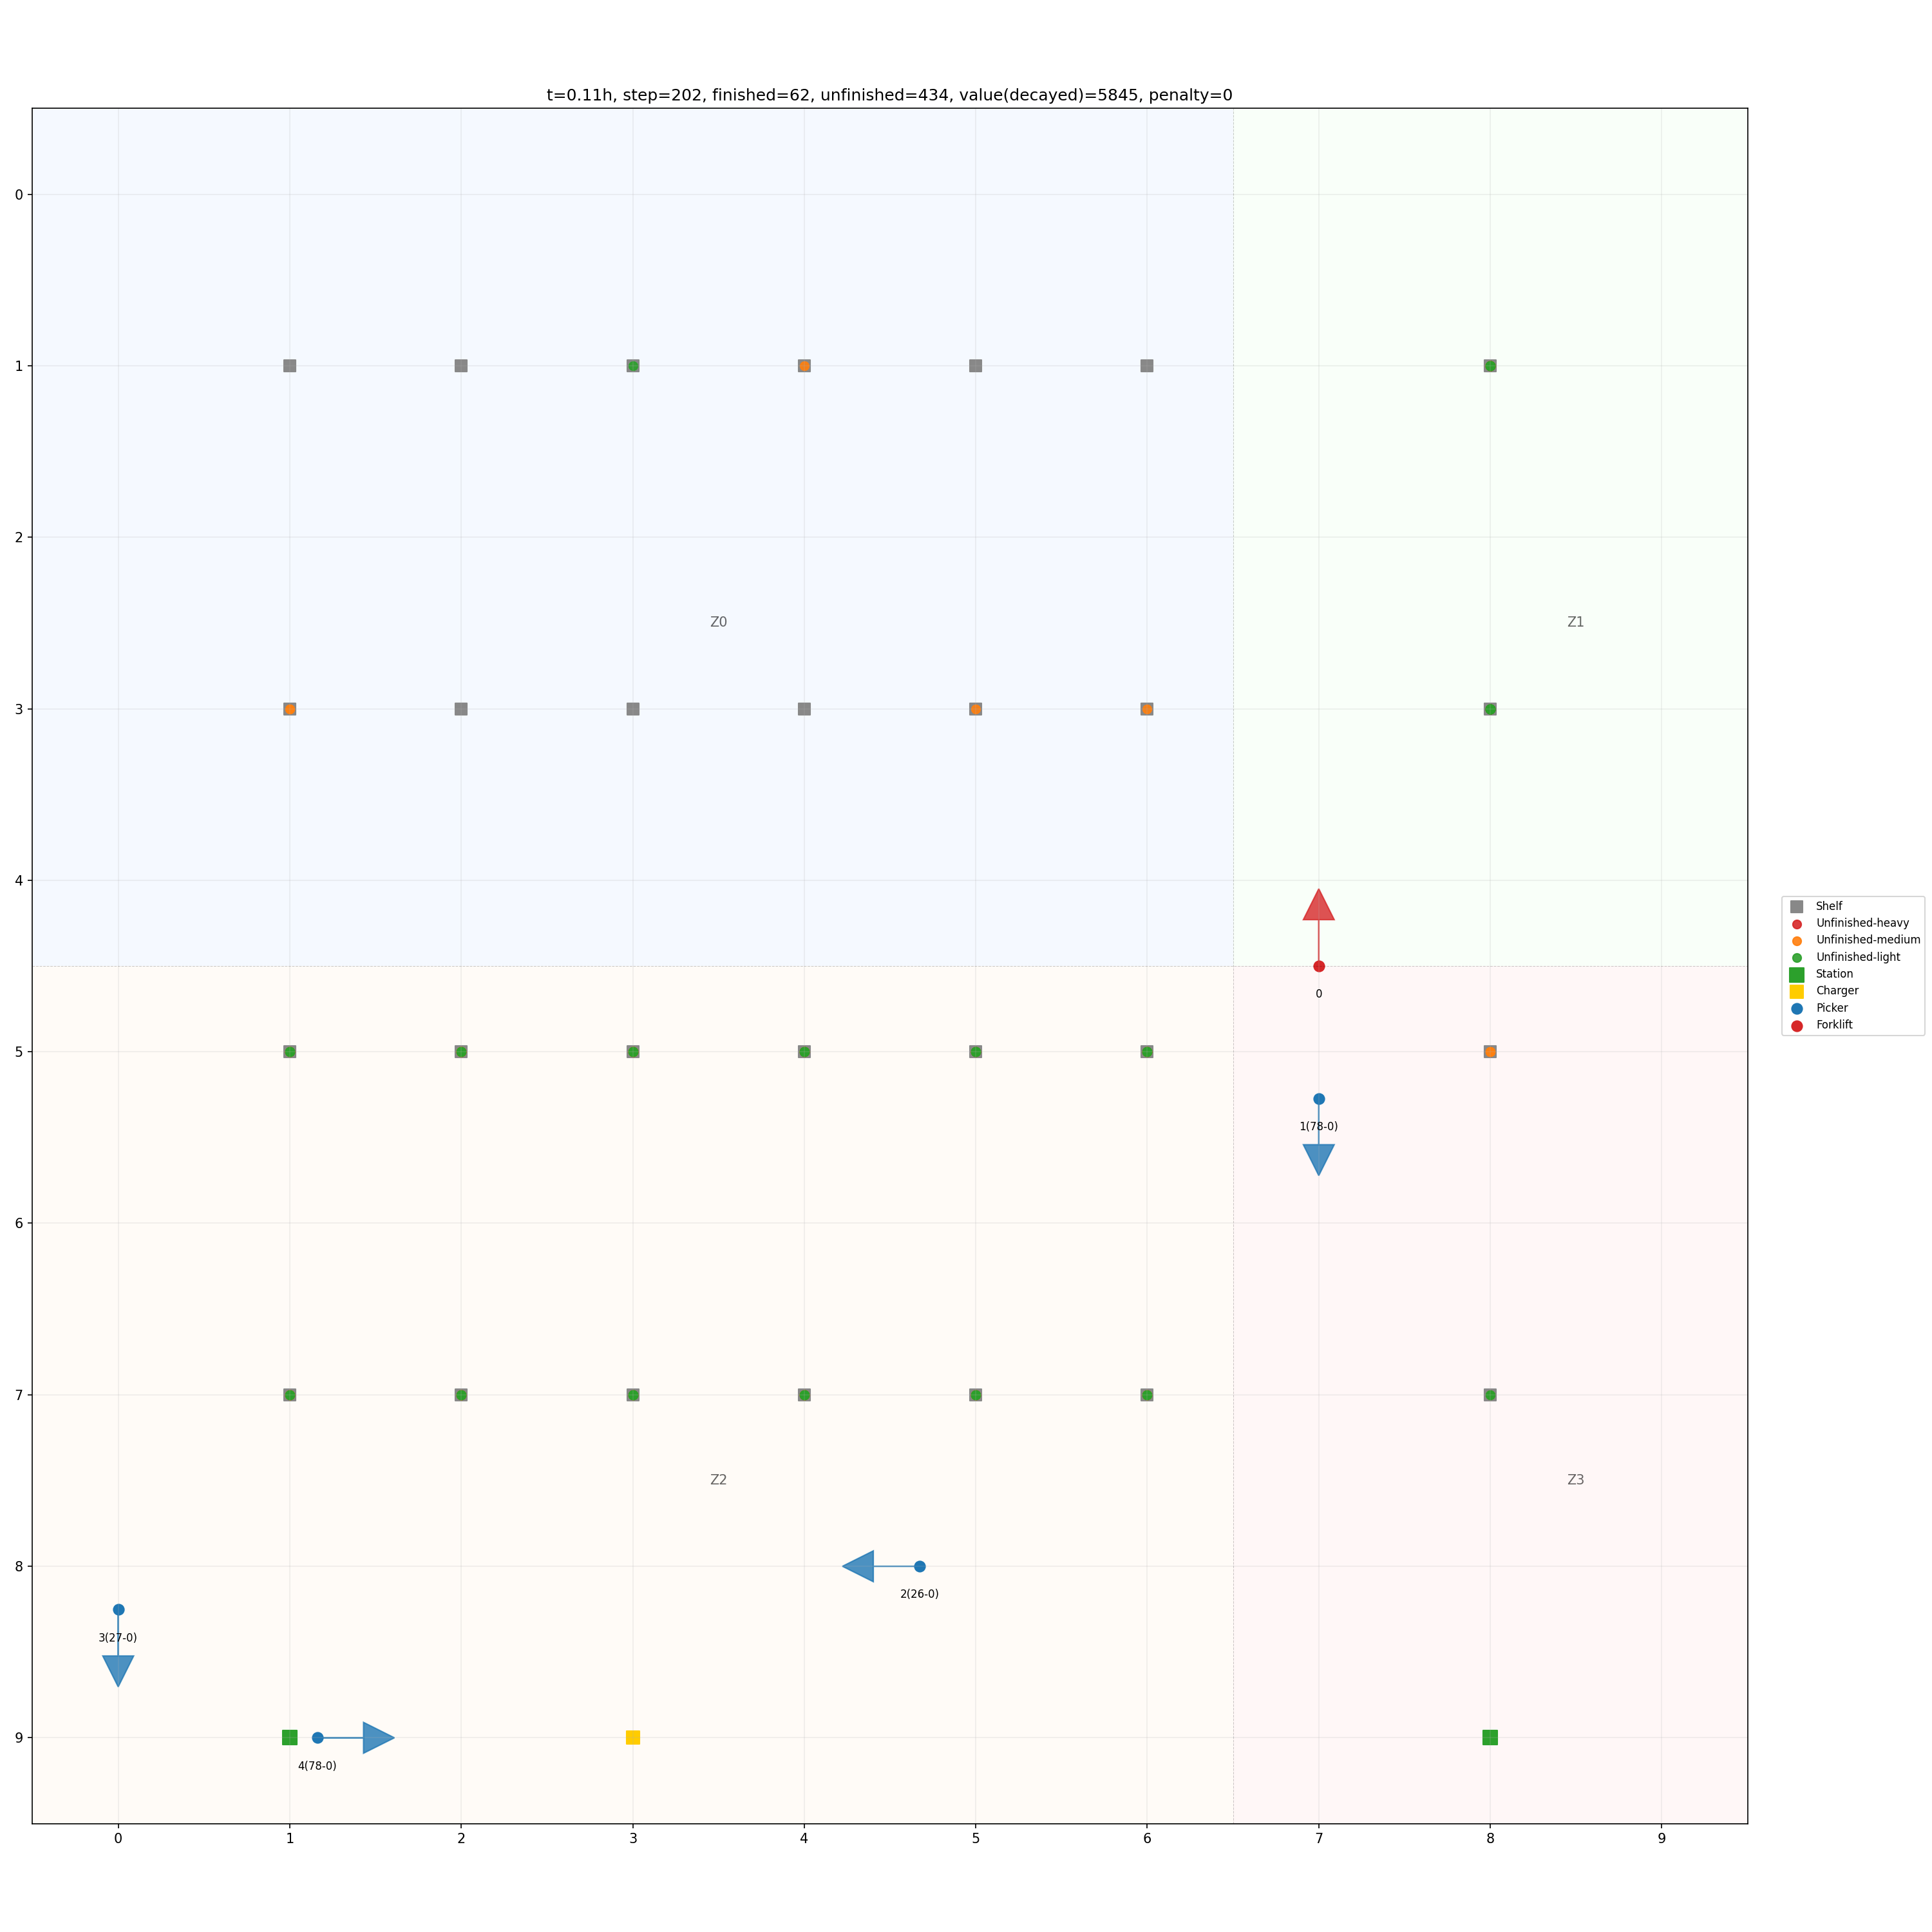 t=0.11h, step=202, finished=62, unfinished=434, value(decayed)=5845, penalty=0
0
1
2
Z0
Z1
3
4
0
Shelf
Unfinished-heavy
Unfinished-medium
Unfinished-light
Station
Charger
Picker
Forklift
5
1(78-0)
6
7
Z2
Z3
8
2(26-0)
3(27-0)
9
4(78-0)
0 1 2 3 4 5 6 7 8 9